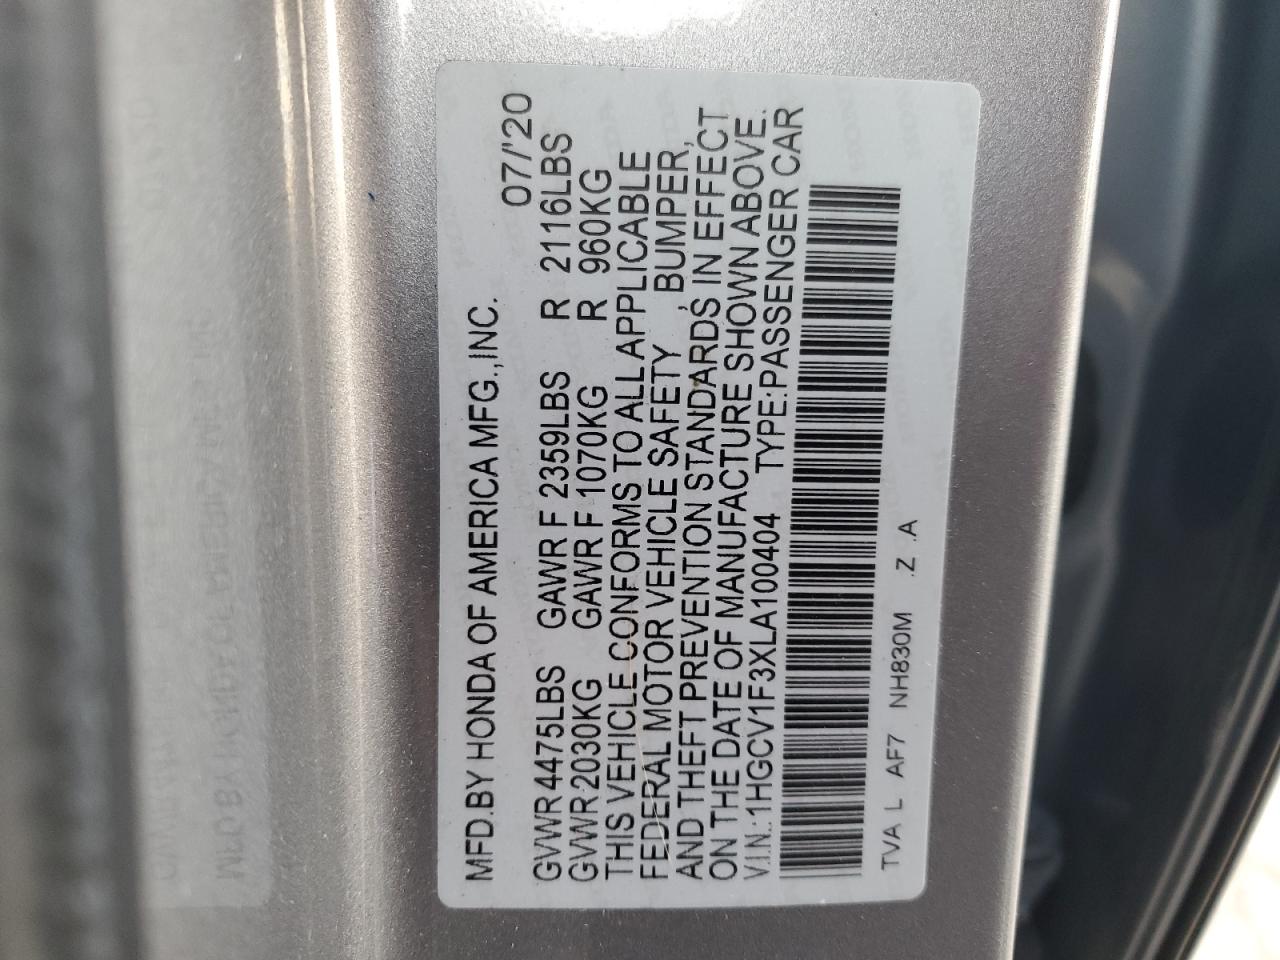 MFD.BY HONDA OF AMERICA MFG.,INC. 07/'20
GVWR 4475LBS GAWR F 2359LBS R 2116LBS
GVWR 2030KG GAWR F 1070KG R 960KG
THIS VEHICLE CONFORMS TO ALL APPLICABLE
FEDERAL MOTOR VEHICLE SAFETY, BUMPER,
AND THEFT PREVENTION STANDARDS IN EFFECT
ON THE DATE OF MANUFACTURE SHOWN ABOVE.
V.I.N.:1HGCV1F3XLA100404 TYPE:PASSENGER CAR
TVA L AF7 NH830M .Z .A